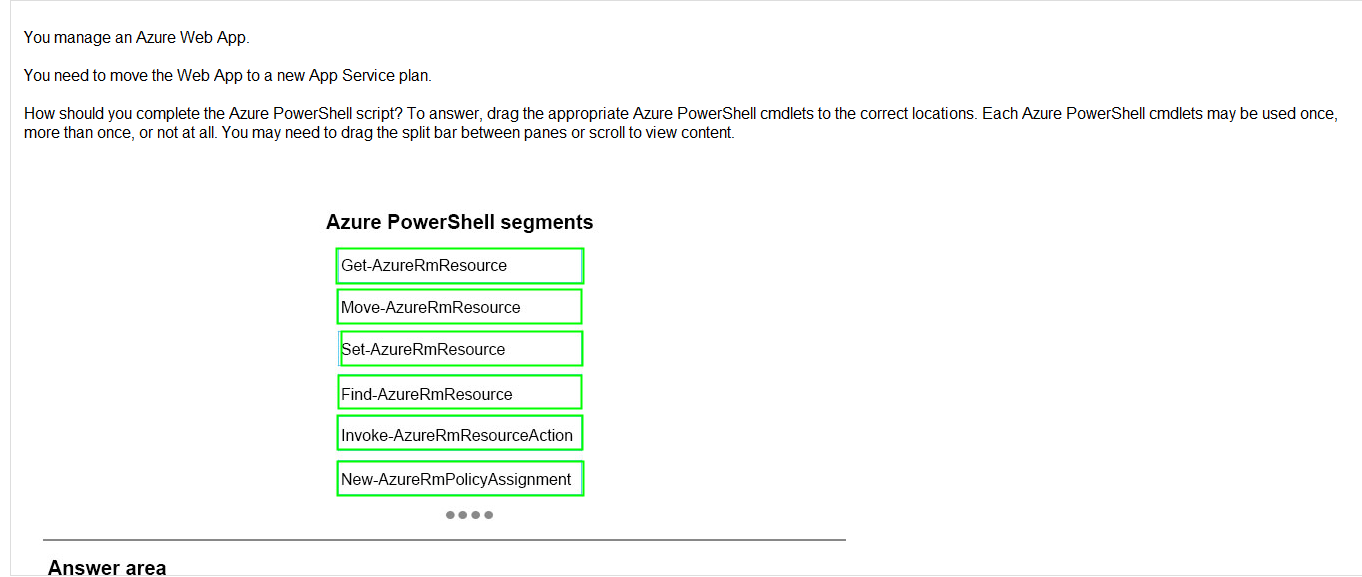 You manage an Azure Web App.
You need to move the Web App to a new App Service plan.
How should you complete the Azure PowerShell script? To answer, drag the appropriate Azure PowerShell cmdlets to the correct locations. Each Azure PowerShell cmdlets may be used once,
more than once, or not at all. You may need to drag the split bar between panes or scroll to view content.
Azure PowerShell segments
Get-AzureRmResource
Move-AzureRmResource
Set-AzureRmResource
Find-AzureRmResource
Invoke-AzureRmResourceAction
New-AzureRmPolicyAssignment
Answer area